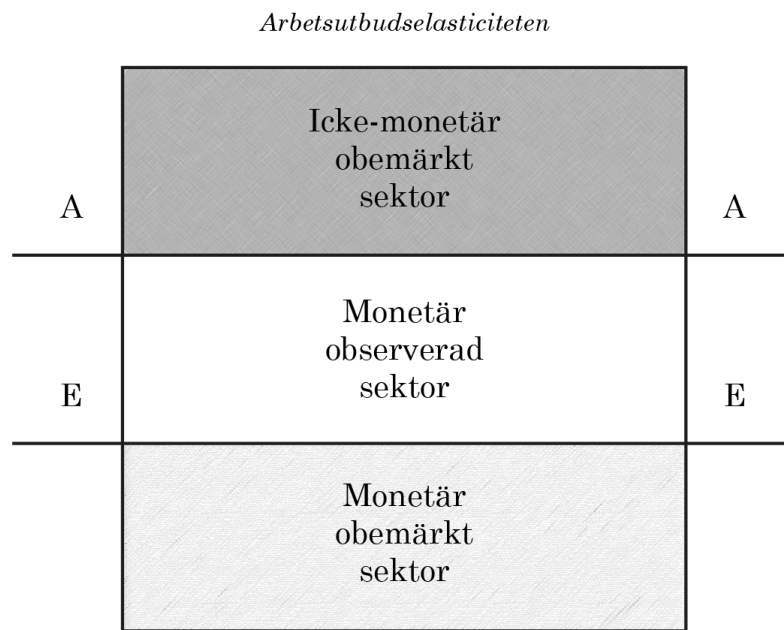 Arbetsutbudselasticiteten
Icke-monetär
obemärkt
sektor
A
A
Monetär
observerad
sektor
E
E
Monetär
obemärkt
sektor